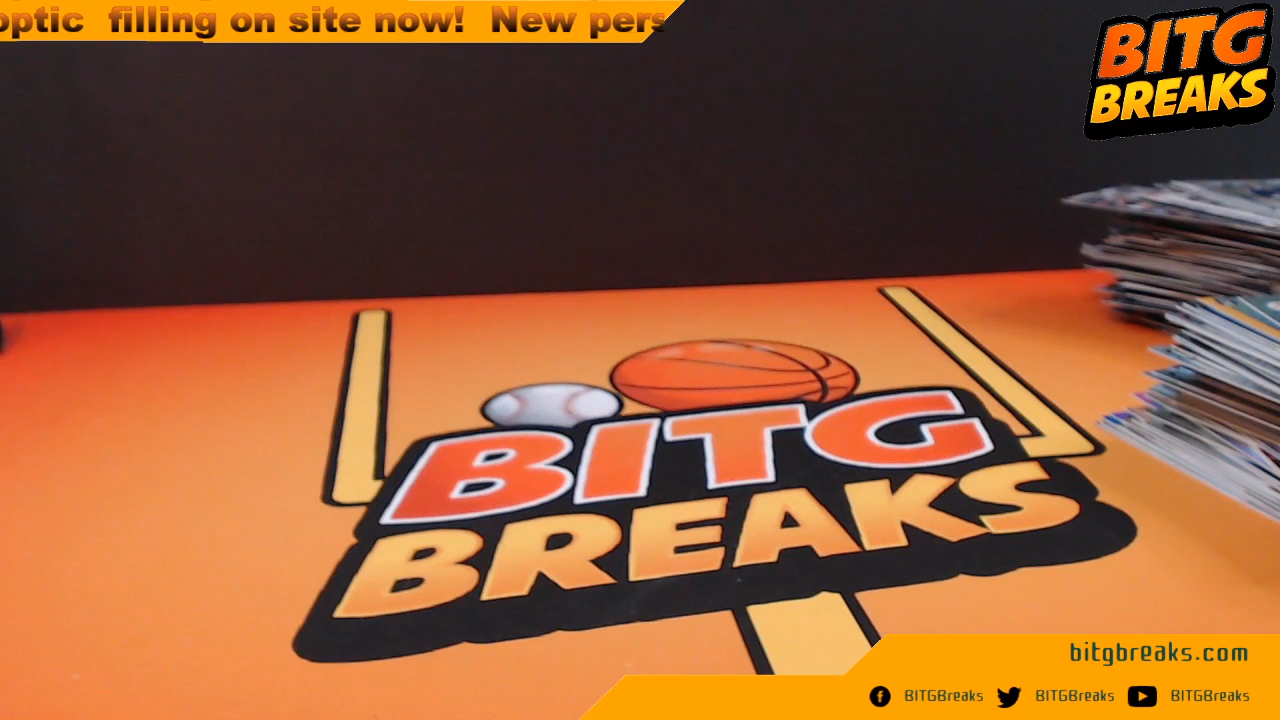 optic filling on site now! New pers
BITG
BREAKS
BITG
BREAKS
bitgbreaks.com
BITGBreaks BITGBreaks BITGBreaks